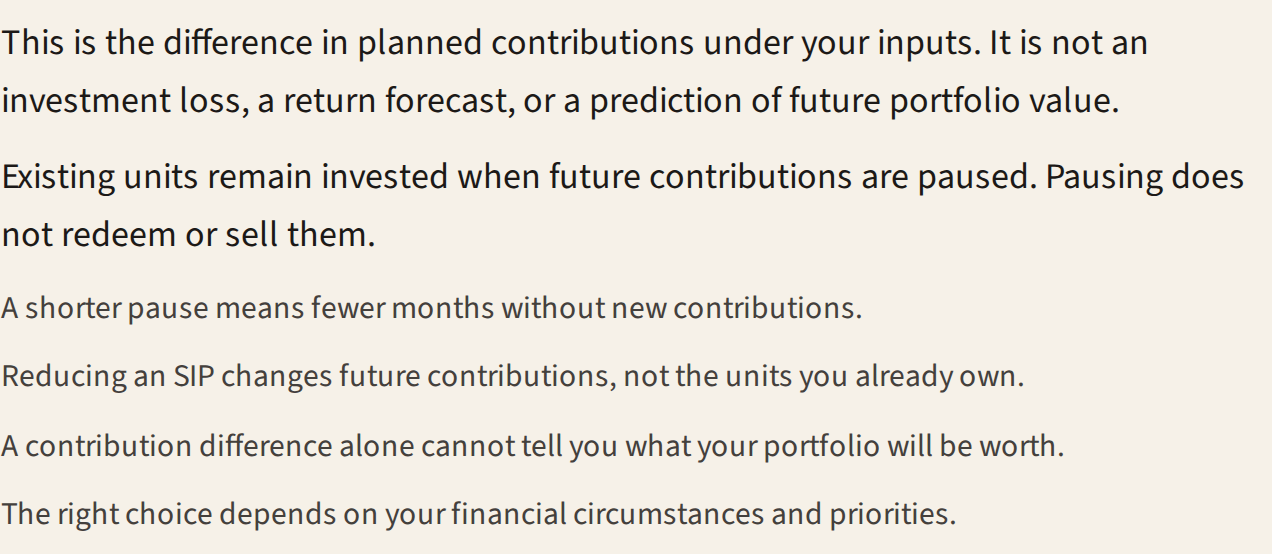 This is the difference in planned contributions under your inputs. It is not an
investment loss, a return forecast, or a prediction of future portfolio value.
Existing units remain invested when future contributions are paused. Pausing does
not redeem or sell them.
A shorter pause means fewer months without new contributions.
Reducing an SIP changes future contributions, not the units you already own.
A contribution difference alone cannot tell you what your portfolio will be worth.
The right choice depends on your financial circumstances and priorities.